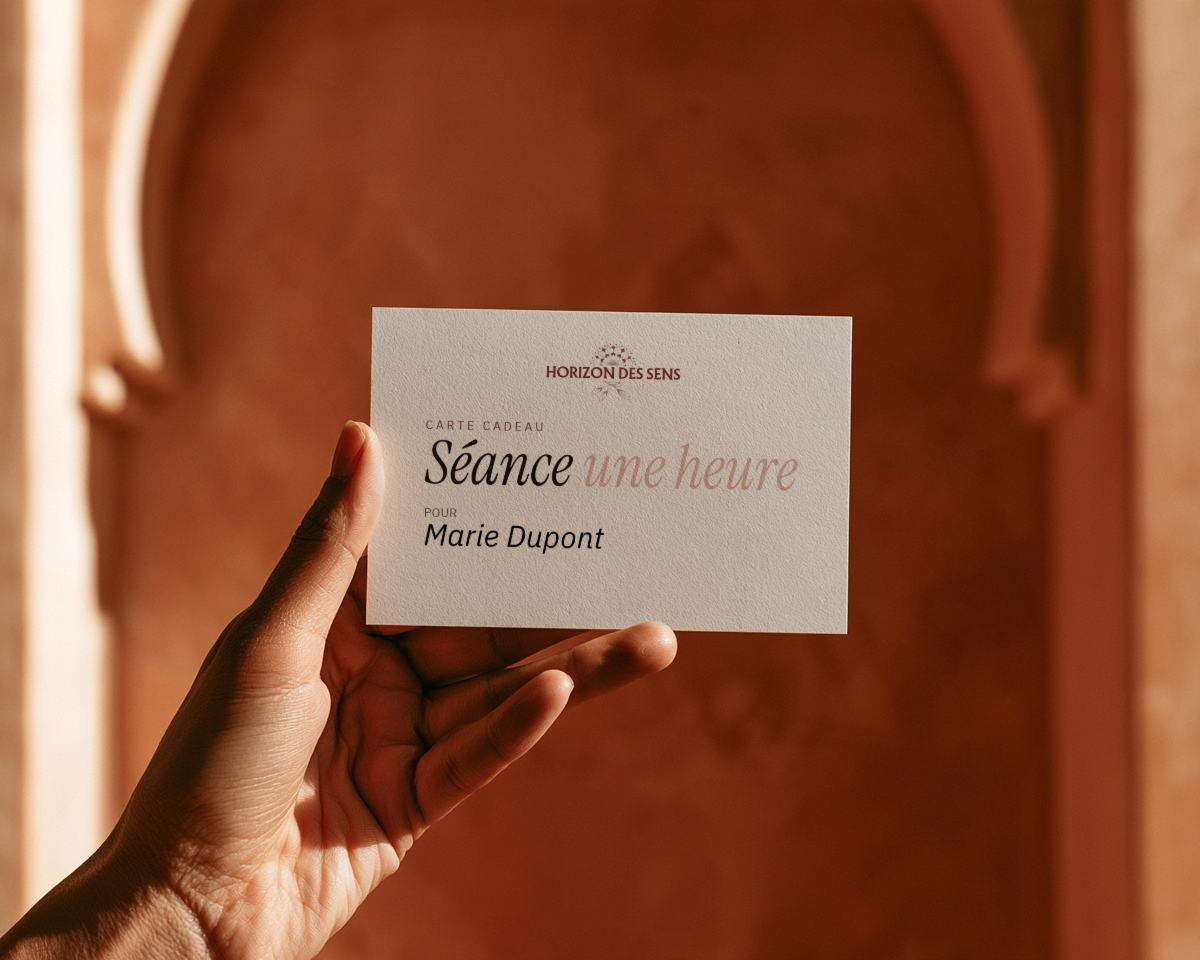 HORIZON DES SENS
CARTE CADEAU
Séance une heure
POUR
Marie Dupont